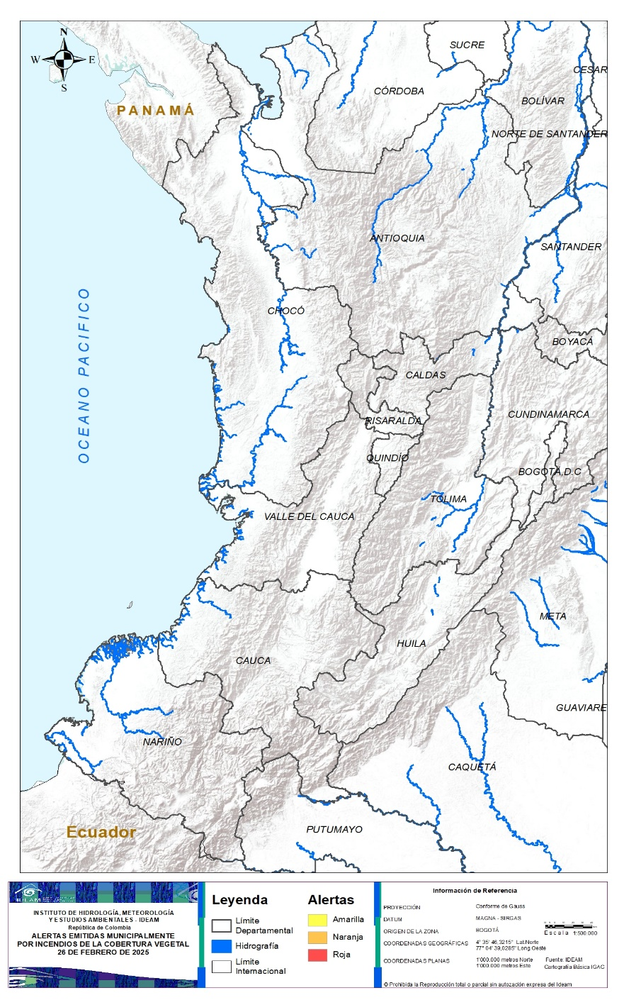 N
W E
S
SUCRE
CESAR
CÓRDOBA
BOLÍVAR
PANAMÁ
NORTE DE SANTANDER
ANTIOQUIA
SANTANDER
OCEANO PACIFICO
CHOCÓ
BOYACÁ
CALDAS
CUNDINAMARCA
RISARALDA
QUINDÍO
BOGOTÁ,D.C
TOLIMA
VALLE DEL CAUCA
META
HUILA
CAUCA
GUAVIARE
NARIÑO
CAQUETÁ
PUTUMAYO
Ecuador
IDEAM
INSTITUTO DE HIDROLOGÍA, METEOROLOGÍA
Y ESTUDIOS AMBIENTALES - IDEAM
República de Colombia
ALERTAS EMITIDAS MUNICIPALMENTE
POR INCENDIOS DE LA COBERTURA VEGETAL
26 DE FEBRERO DE 2025
Leyenda
Límite
Departamental
Hidrografía
Límite
Internacional
Alertas
Amarilla
Naranja
Roja
Información de Referencia
PROYECCIÓN Conforme de Gauss
DATUM MAGNA - SIRGAS
ORIGEN DE LA ZONA BOGOTÁ
COORDENADAS GEOGRÁFICAS 4° 35' 46,3215" Lat.Norte
77° 04' 39,0285" Long Oeste
COORDENADAS PLANAS 1'000.000 metros Norte
1'000.000 metros Este
Escala 1:500.000
Fuente: IDEAM
Cartografía Básica IGAC
© Prohibida la Reproducción total o parcial sin autozación expresa del Ideam